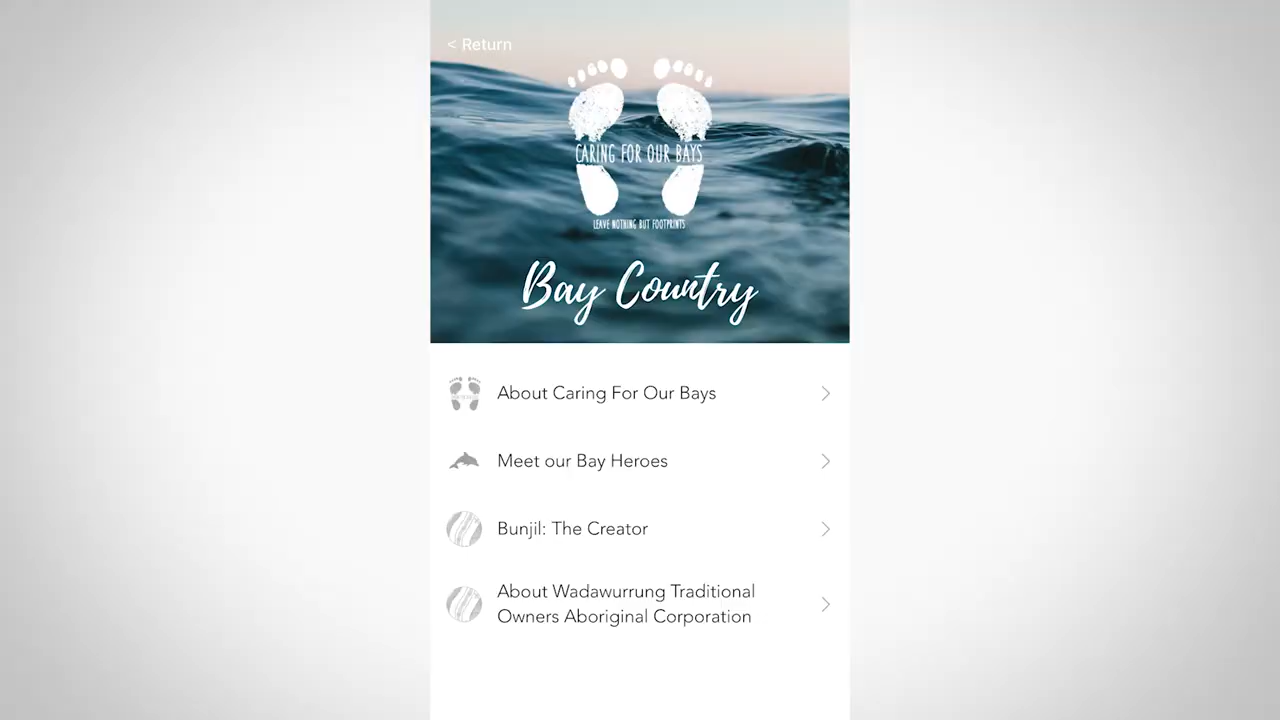 < Return
CARING FOR OUR BAYS
LEAVE NOTHING BUT FOOTPRINTS
Bay Country
About Caring For Our Bays
Meet our Bay Heroes
Bunjil: The Creator
About Wadawurrung Traditional
Owners Aboriginal Corporation